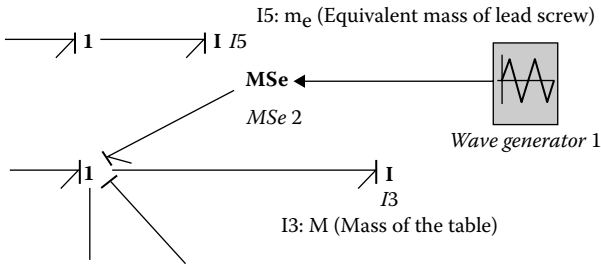 I5: me (Equivalent mass of lead screw)
1 I I5
MSe
MSe 2
Wave generator 1
1 I
I3
I3: M (Mass of the table)